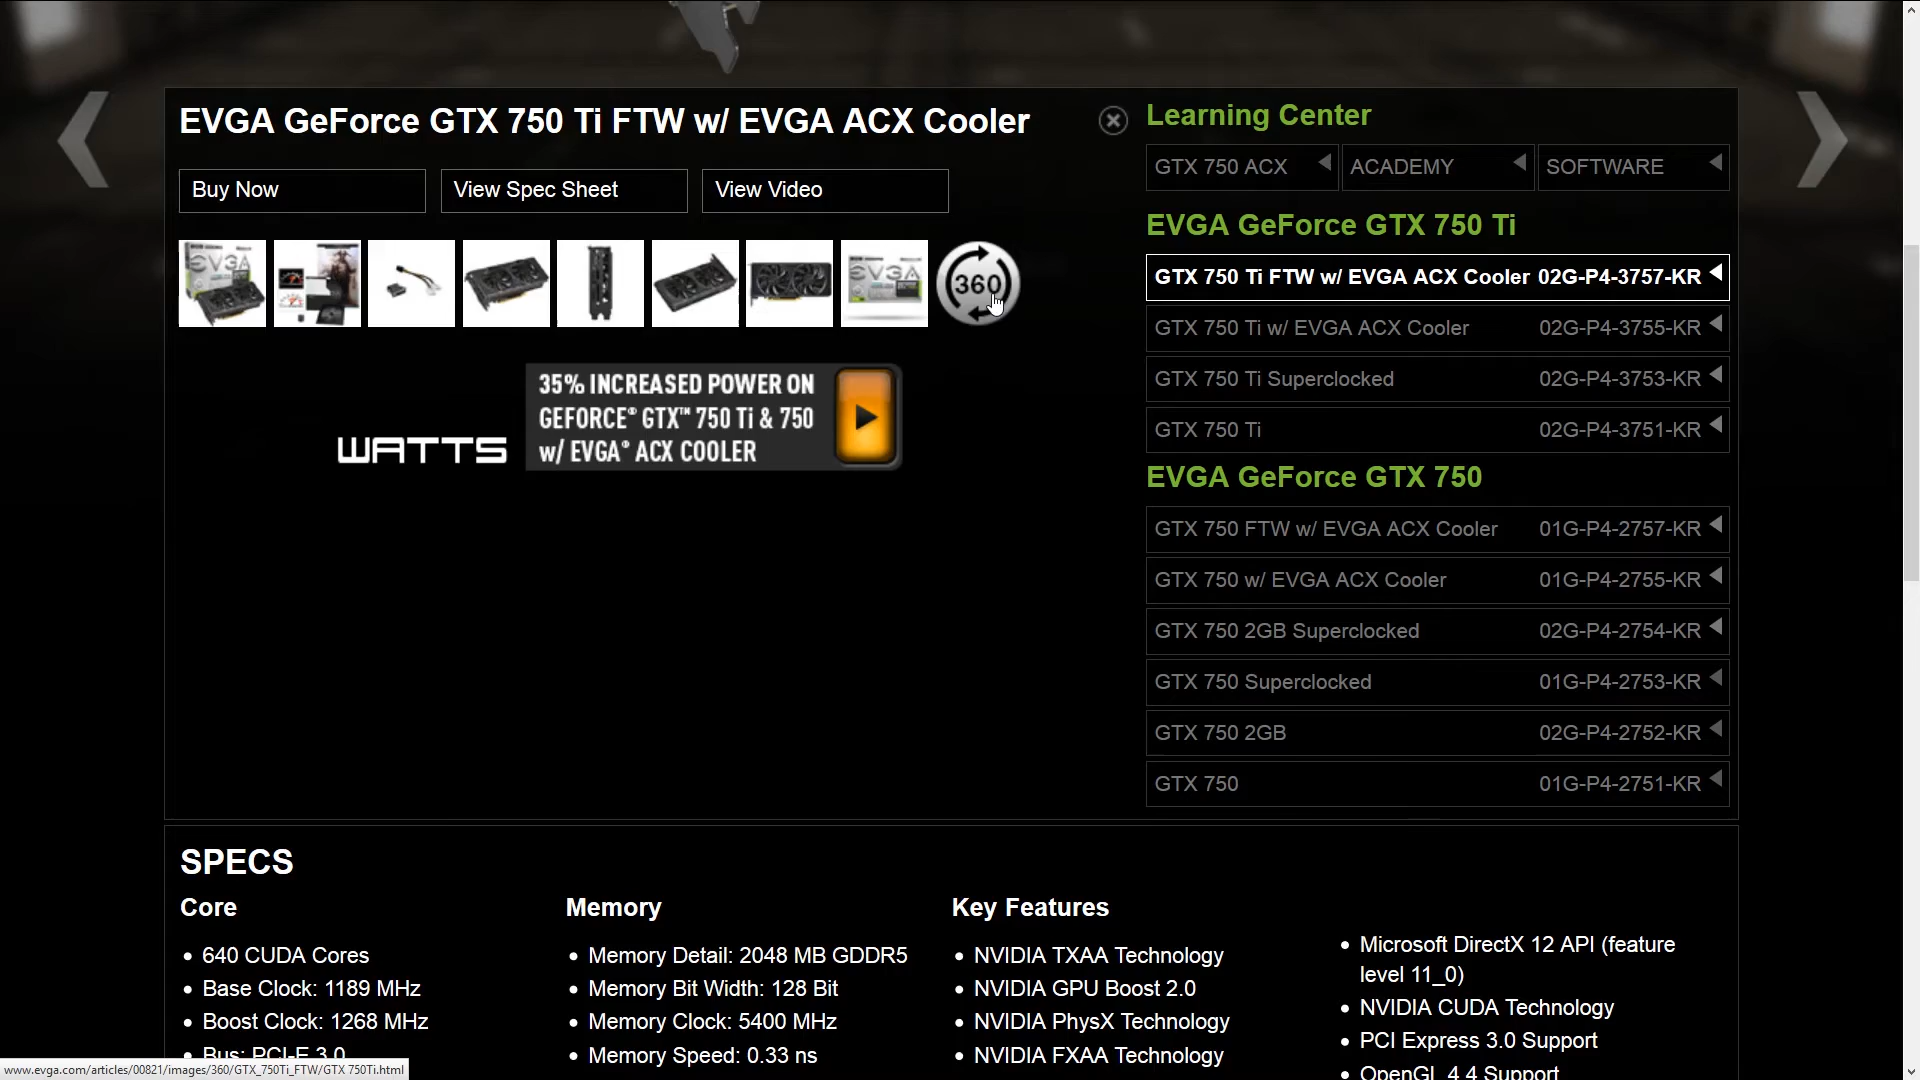 EVGA GeForce GTX 750 Ti FTW w/ EVGA ACX Cooler
Buy Now
View Spec Sheet
View Video
EVGA
EVGA
360
WATTS
35% INCREASED POWER ON
GEFORCE® GTX™ 750 Ti & 750
w/ EVGA® ACX COOLER
Learning Center
GTX 750 ACX
ACADEMY
SOFTWARE
EVGA GeForce GTX 750 Ti
GTX 750 Ti FTW w/ EVGA ACX Cooler 02G-P4-3757-KR
GTX 750 Ti w/ EVGA ACX Cooler 02G-P4-3755-KR
GTX 750 Ti Superclocked 02G-P4-3753-KR
GTX 750 Ti 02G-P4-3751-KR
EVGA GeForce GTX 750
GTX 750 FTW w/ EVGA ACX Cooler 01G-P4-2757-KR
GTX 750 w/ EVGA ACX Cooler 01G-P4-2755-KR
GTX 750 2GB Superclocked 02G-P4-2754-KR
GTX 750 Superclocked 01G-P4-2753-KR
GTX 750 2GB 02G-P4-2752-KR
GTX 750 01G-P4-2751-KR
SPECS
Core
640 CUDA Cores
Base Clock: 1189 MHz
Boost Clock: 1268 MHz
Bus: PCI-E 3.0
Memory
Memory Detail: 2048 MB GDDR5
Memory Bit Width: 128 Bit
Memory Clock: 5400 MHz
Memory Speed: 0.33 ns
Key Features
NVIDIA TXAA Technology
NVIDIA GPU Boost 2.0
NVIDIA PhysX Technology
NVIDIA FXAA Technology
Microsoft DirectX 12 API (feature
level 11_0)
NVIDIA CUDA Technology
PCI Express 3.0 Support
OpenGL 4.4 Support
www.evga.com/articles/00821/images/360/GTX_750Ti_FTW/GTX 750Ti.html